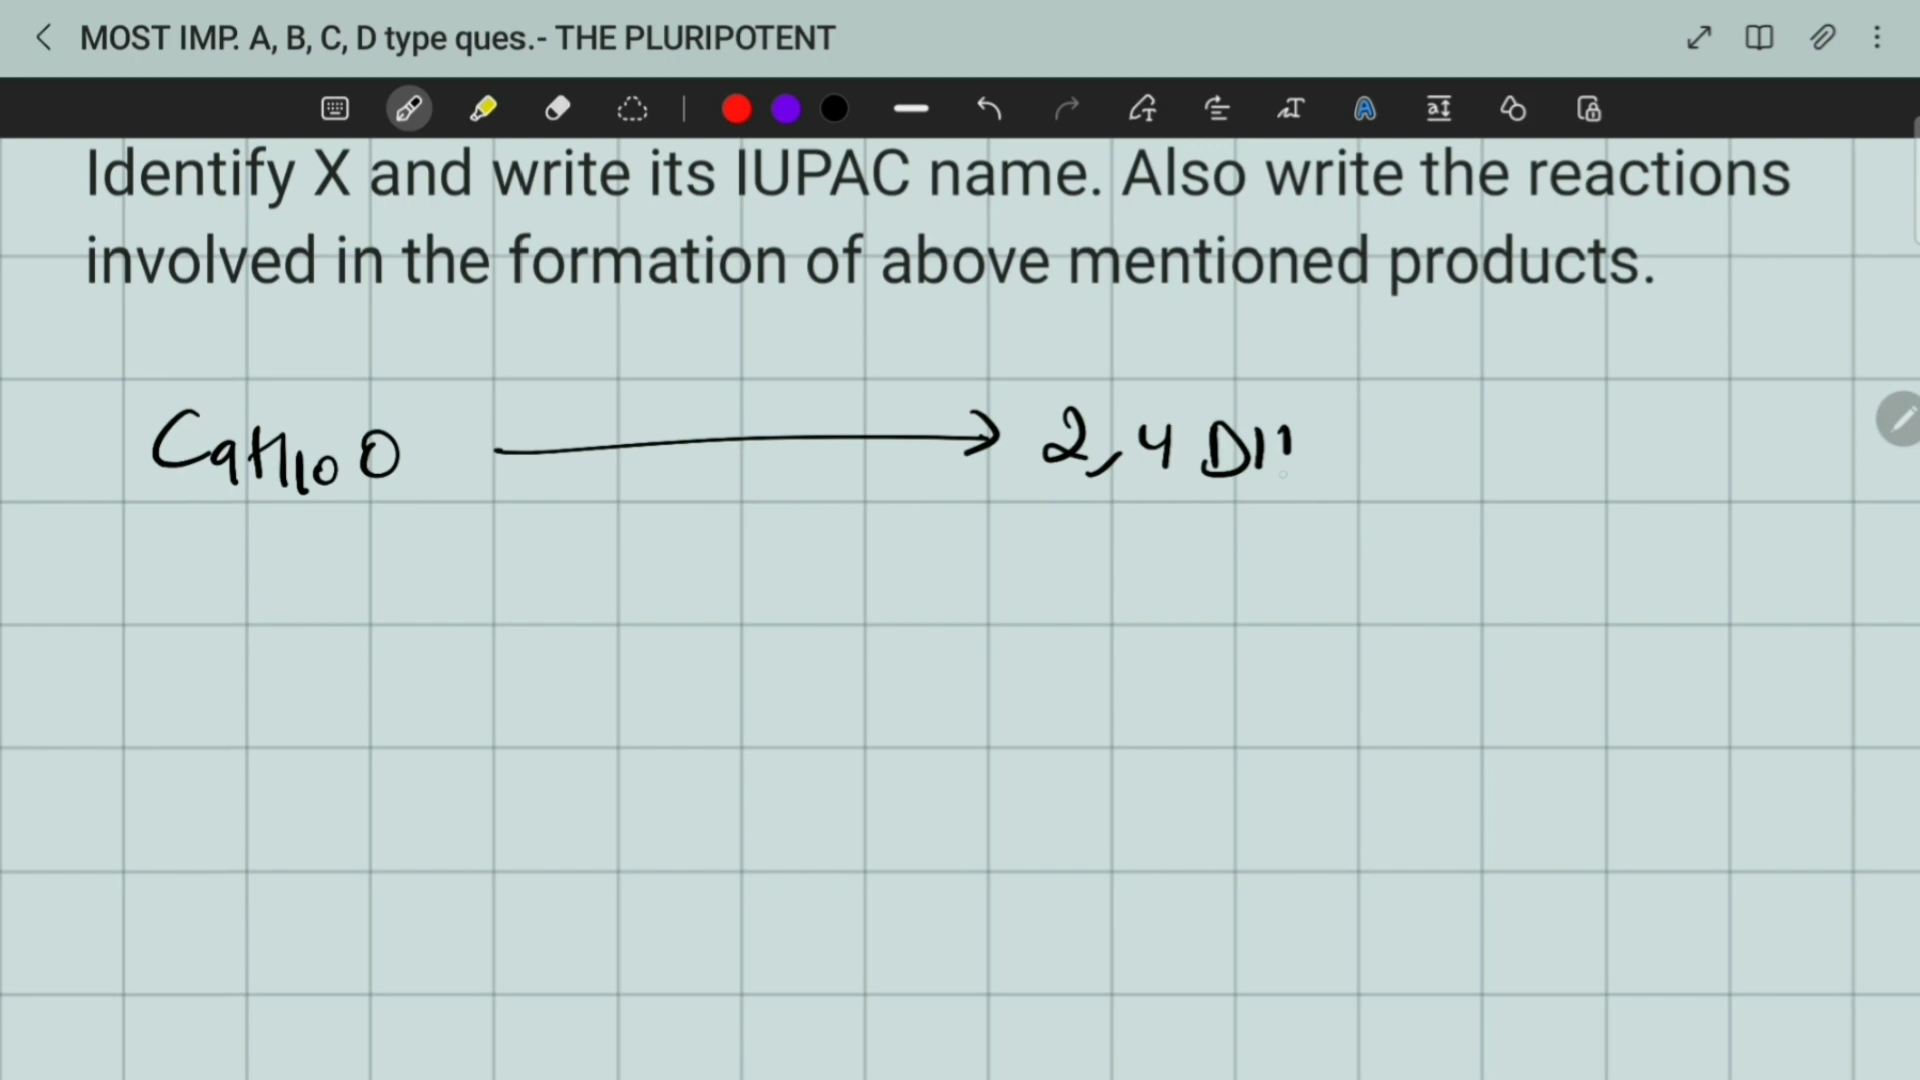 MOST IMP. A, B, C, D type ques.- THE PLURIPOTENT
Identify X and write its IUPAC name. Also write the reactions
involved in the formation of above mentioned products.
C9H10O → 2,4 D